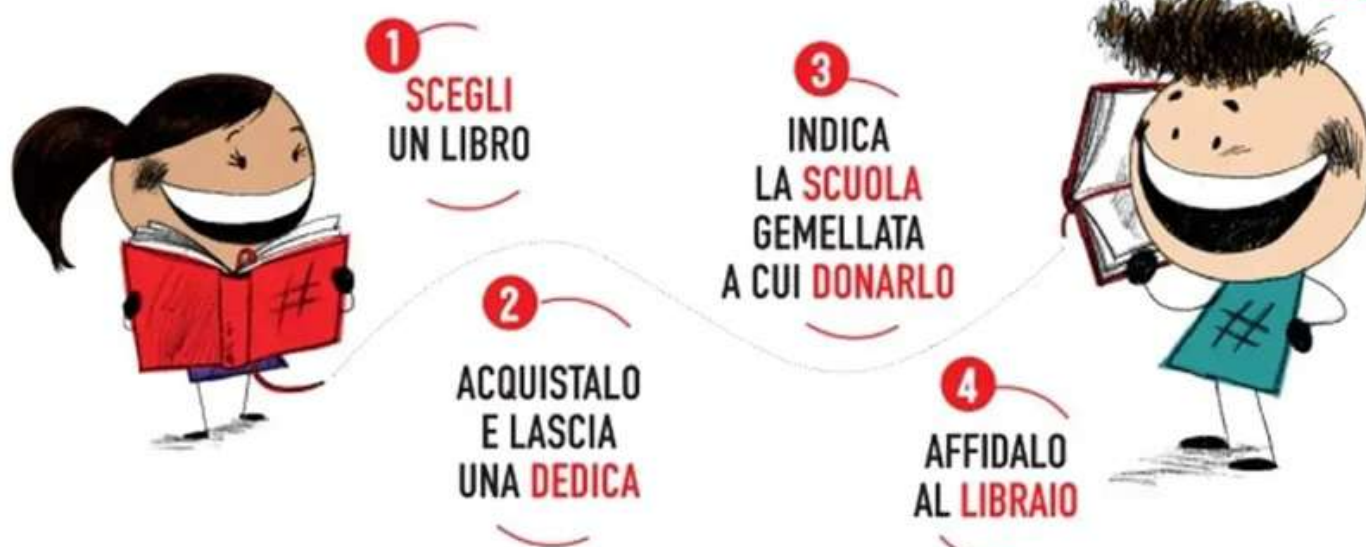 1
SCEGLI
UN LIBRO
2
ACQUISTALO
E LASCIA
UNA DEDICA
3
INDICA
LA SCUOLA
GEMELLATA
A CUI DONARLO
4
AFFIDALO
AL LIBRAIO
#
#